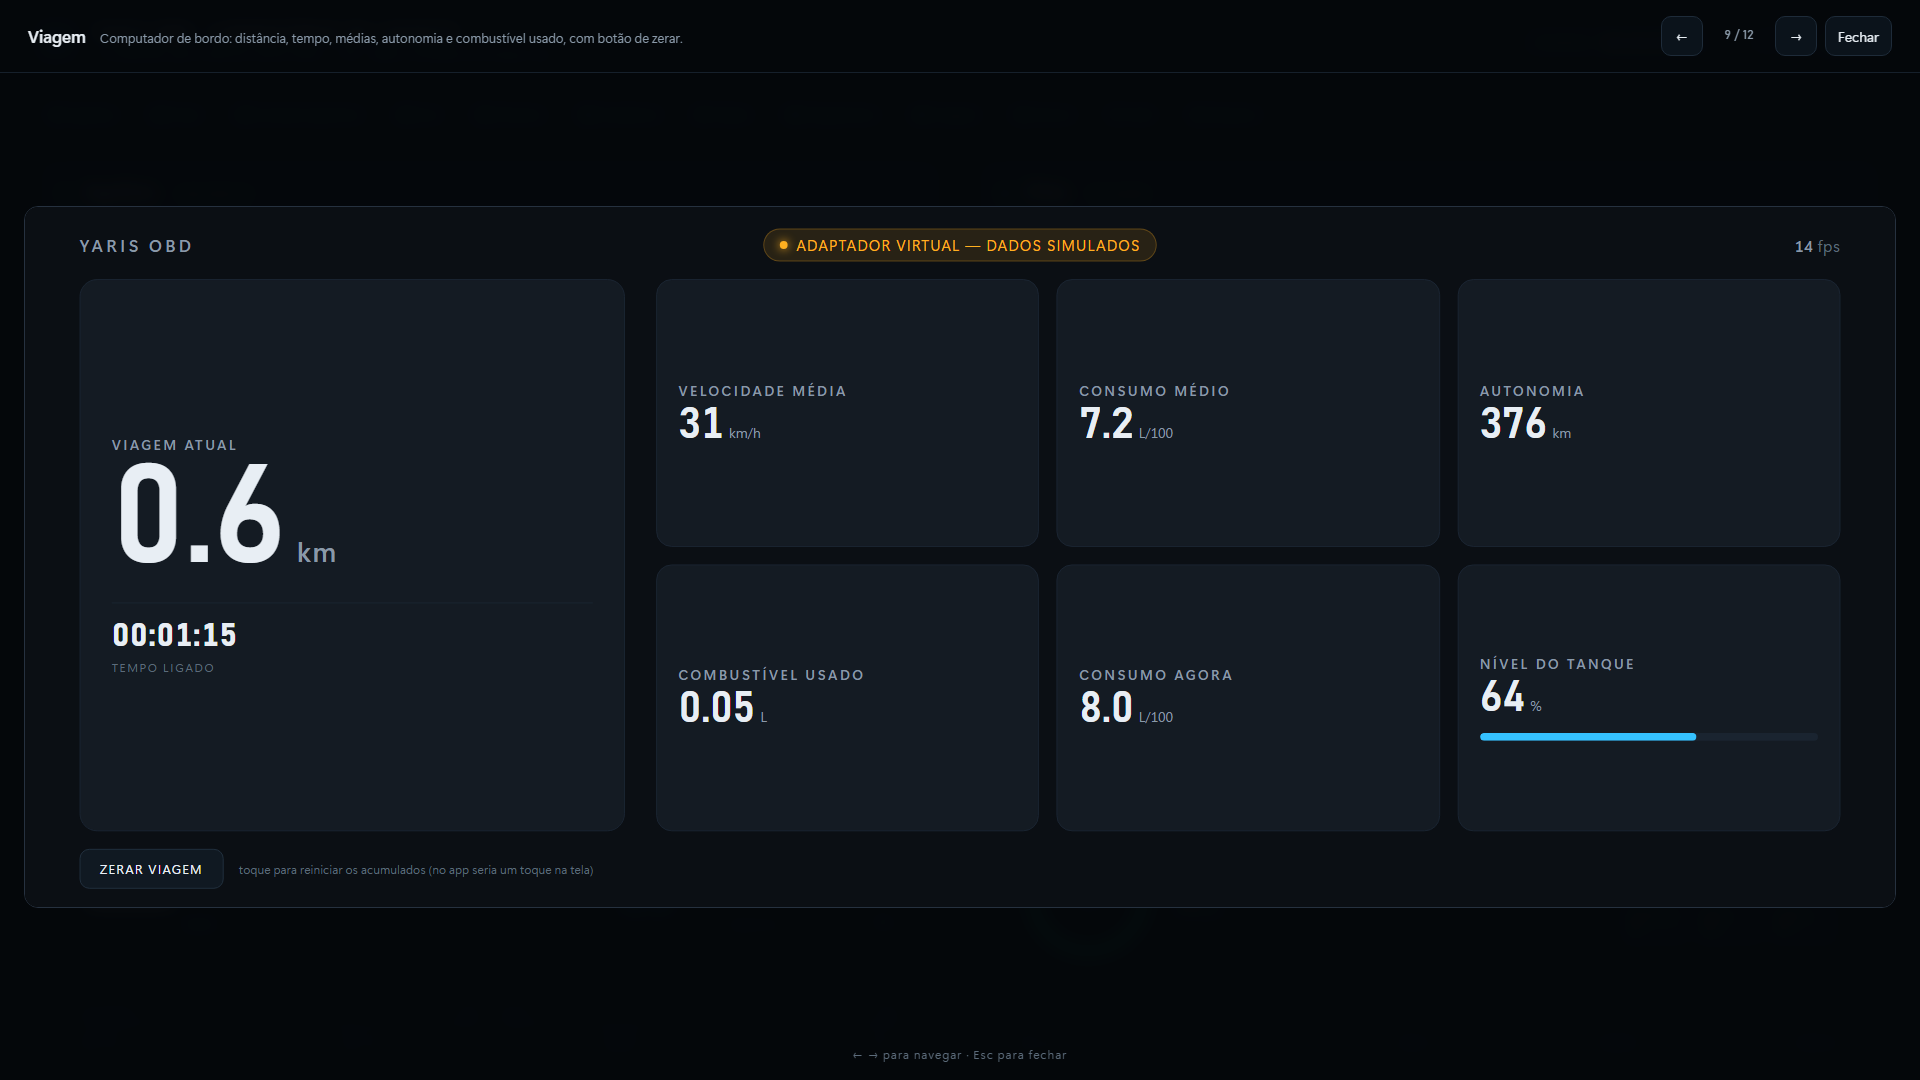 Viagem
Computador de bordo: distância, tempo, médias, autonomia e combustível usado, com botão de zerar.
←
9 / 12
→
Fechar
YARIS OBD
ADAPTADOR VIRTUAL — DADOS SIMULADOS
14 fps
VIAGEM ATUAL
0.6 km
00:01:15
TEMPO LIGADO
VELOCIDADE MÉDIA
31 km/h
CONSUMO MÉDIO
7.2 L/100
AUTONOMIA
376 km
COMBUSTÍVEL USADO
0.05 L
CONSUMO AGORA
8.0 L/100
NÍVEL DO TANQUE
64 %
ZERAR VIAGEM
toque para reiniciar os acumulados (no app seria um toque na tela)
← → para navegar · Esc para fechar